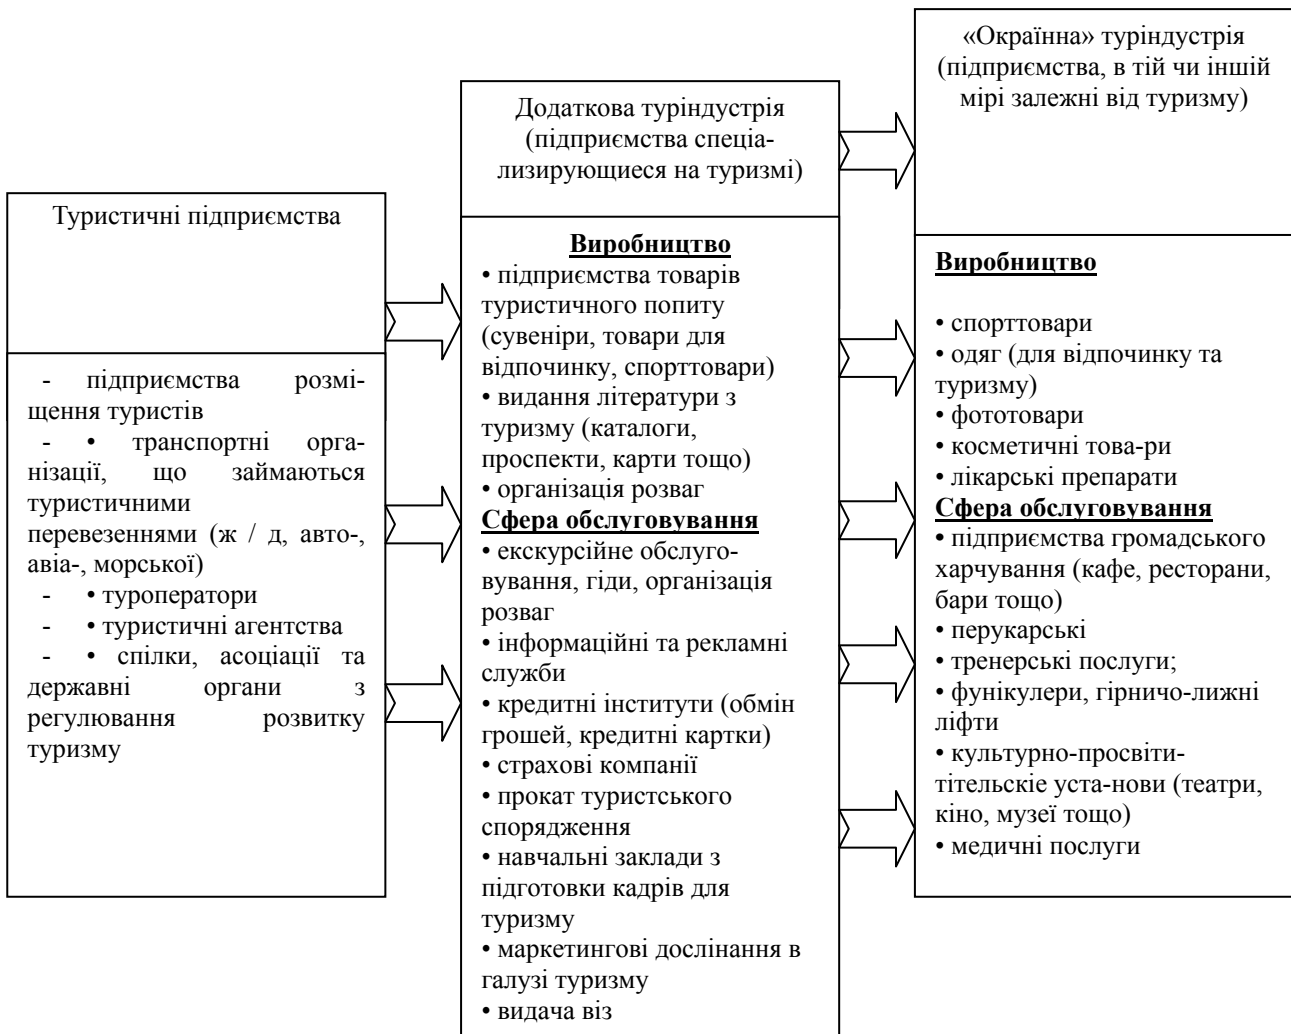 Туристичні підприємства
- підприємства розмі-
щення туристів
- • транспортні орга-
нізації, що займаються
туристичними
перевезеннями (ж / д, авто-,
авіа-, морської)
- • туроператори
- • туристичні агентства
- • спілки, асоціації та
державні органи з
регулювання розвитку
туризму
Додаткова туріндустрія
(підприємства спеціа-
лизирующиеся на туризмі)
Виробництво
• підприємства товарів
туристичного попиту
(сувеніри, товари для
відпочинку, спорттовари)
• видання літератури з
туризму (каталоги,
проспекти, карти тощо)
• організація розваг
Сфера обслуговування
• екскурсійне обслуго-
вування, гіди, організація
розваг
• інформаційні та рекламні
служби
• кредитні інститути (обмін
грошей, кредитні картки)
• страхові компанії
• прокат туристського
спорядження
• навчальні заклади з
підготовки кадрів для
туризму
• маркетингові дослінання в
галузі туризму
• видача віз
«Окраїнна» туріндустрія
(підприємства, в тій чи іншій
мірі залежні від туризму)
Виробництво
• спорттовари
• одяг (для відпочинку та
туризму)
• фототовари
• косметичні това-ри
• лікарські препарати
Сфера обслуговування
• підприємства громадського
харчування (кафе, ресторани,
бари тощо)
• перукарські
• тренерські послуги;
• фунікулери, гірничо-лижні
ліфти
• культурно-просвіти-
тітельскіе уста-нови (театри,
кіно, музеї тощо)
• медичні послуги